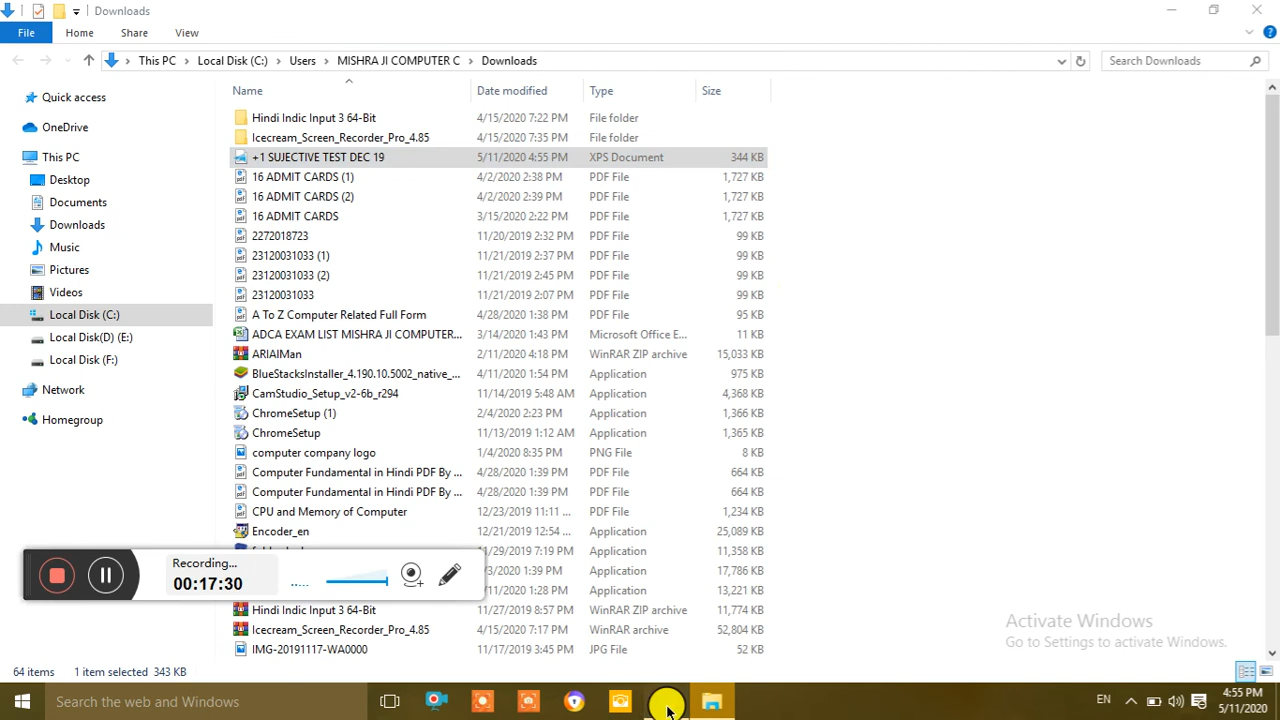 Downloads
File Home Share View
This PC Local Disk (C:) Users MISHRA JI COMPUTER C Downloads Search Downloads
Name Date modified Type Size
Quick access
OneDrive
This PC
Desktop
Documents
Downloads
Music
Pictures
Videos
Local Disk (C:)
Local Disk(D) (E:)
Local Disk (F:)
Network
Homegroup
Hindi Indic Input 3 64-Bit 4/15/2020 7:22 PM File folder
Icecream_Screen_Recorder_Pro_4.85 4/15/2020 7:35 PM File folder
+1 SUJECTIVE TEST DEC 19 5/11/2020 4:55 PM XPS Document 344 KB
16 ADMIT CARDS (1) 4/2/2020 2:38 PM PDF File 1,727 KB
16 ADMIT CARDS (2) 4/2/2020 2:39 PM PDF File 1,727 KB
16 ADMIT CARDS 3/15/2020 2:22 PM PDF File 1,727 KB
2272018723 11/20/2019 2:32 PM PDF File 99 KB
23120031033 (1) 11/21/2019 2:37 PM PDF File 99 KB
23120031033 (2) 11/21/2019 2:45 PM PDF File 99 KB
23120031033 11/21/2019 2:07 PM PDF File 99 KB
A To Z Computer Related Full Form 4/28/2020 1:38 PM PDF File 95 KB
ADCA EXAM LIST MISHRA JI COMPUTER... 3/14/2020 1:43 PM Microsoft Office E... 11 KB
ARIAlMan 2/11/2020 4:18 PM WinRAR ZIP archive 15,033 KB
BlueStacksInstaller_4.190.10.5002_native_... 4/11/2020 1:54 PM Application 975 KB
CamStudio_Setup_v2-6b_r294 11/14/2019 5:48 AM Application 4,368 KB
ChromeSetup (1) 2/4/2020 2:23 PM Application 1,366 KB
ChromeSetup 11/13/2019 1:12 AM Application 1,365 KB
computer company logo 1/4/2020 8:35 PM PNG File 8 KB
Computer Fundamental in Hindi PDF By ... 4/28/2020 1:39 PM PDF File 664 KB
Computer Fundamental in Hindi PDF By ... 4/28/2020 1:39 PM PDF File 664 KB
CPU and Memory of Computer 12/23/2019 11:11 ... PDF File 1,234 KB
Encoder_en 12/21/2019 12:54 ... Application 25,089 KB
11/29/2019 7:19 PM Application 11,358 KB
1:39 PM Application 17,786 KB
1:28 PM Application 13,221 KB
Hindi Indic Input 3 64-Bit 11/27/2019 8:57 PM WinRAR archive 11,774 KB
Icecream_Screen_Recorder_Pro_4.85 4/15/2020 7:17 PM WinRAR archive 52,804 KB
IMG-20191117-WA0000 11/17/2019 3:45 PM JPG File 52 KB
Recording...
00:17:30
Activate Windows
Go to Settings to activate Windows.
64 items 1 item selected 343 KB
Search the web and Windows
EN
4:55 PM
5/11/2020